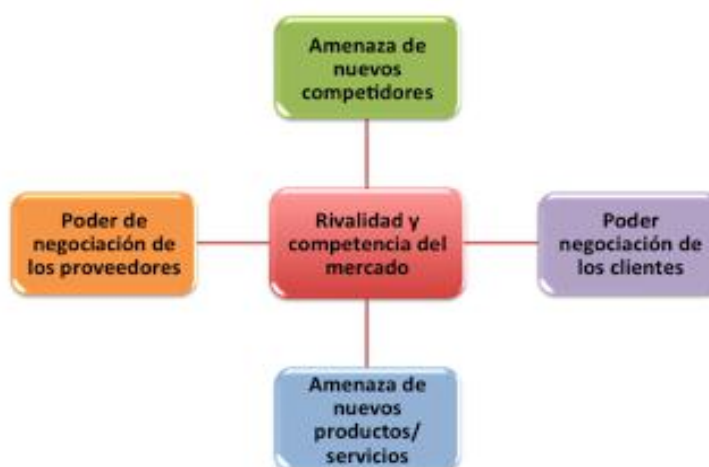 Amenaza de
nuevos
competidores
Poder de
negociación de
los proveedores
Rivalidad y
competencia del
mercado
Poder
negociación de
los clientes
Amenaza de
nuevos
productos/
servicios